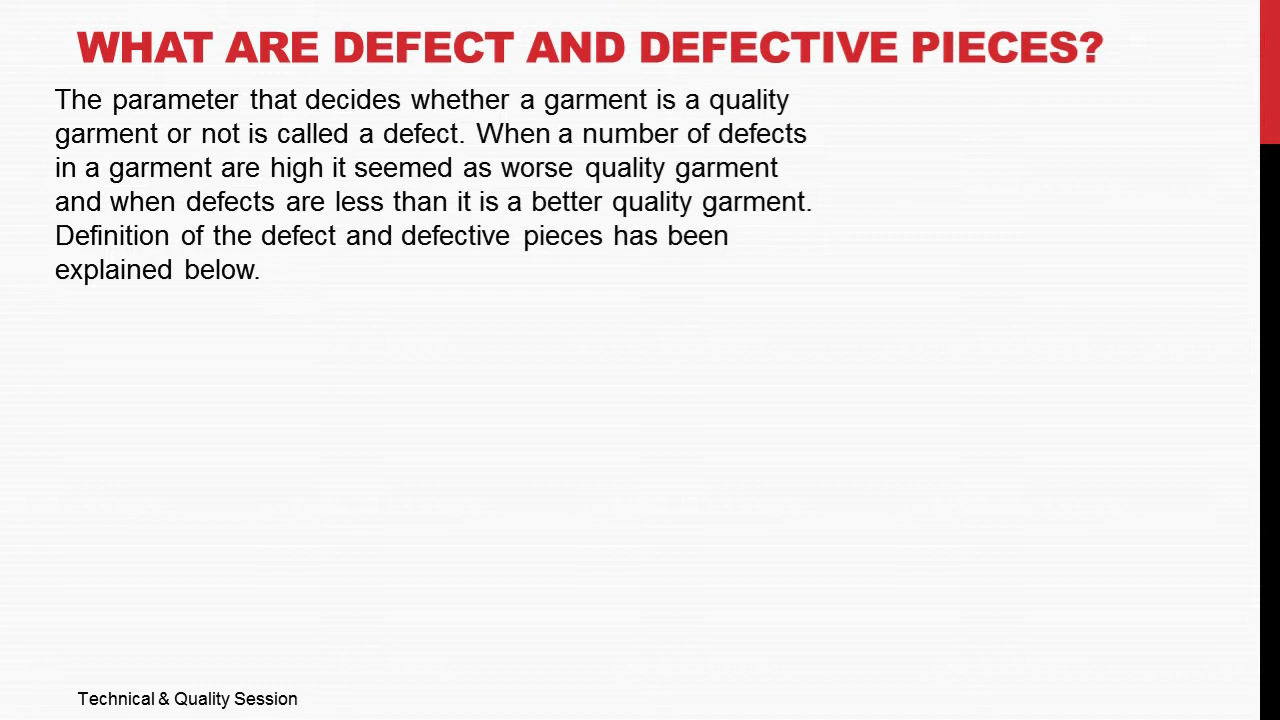 WHAT ARE DEFECT AND DEFECTIVE PIECES?
The parameter that decides whether a garment is a quality
garment or not is called a defect. When a number of defects
in a garment are high it seemed as worse quality garment
and when defects are less than it is a better quality garment.
Definition of the defect and defective pieces has been
explained below.
Technical & Quality Session